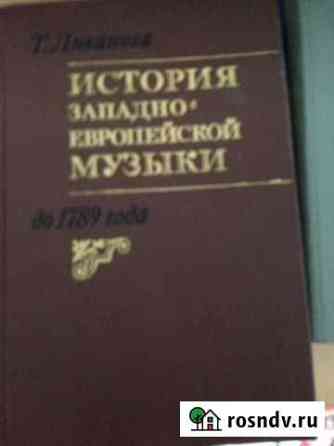 Т. Ливанова
ИСТОРИЯ
ЗАПАДНО-
ЕВРОПЕЙСКОЙ
МУЗЫКИ
до 1789 года
rosndv.ru